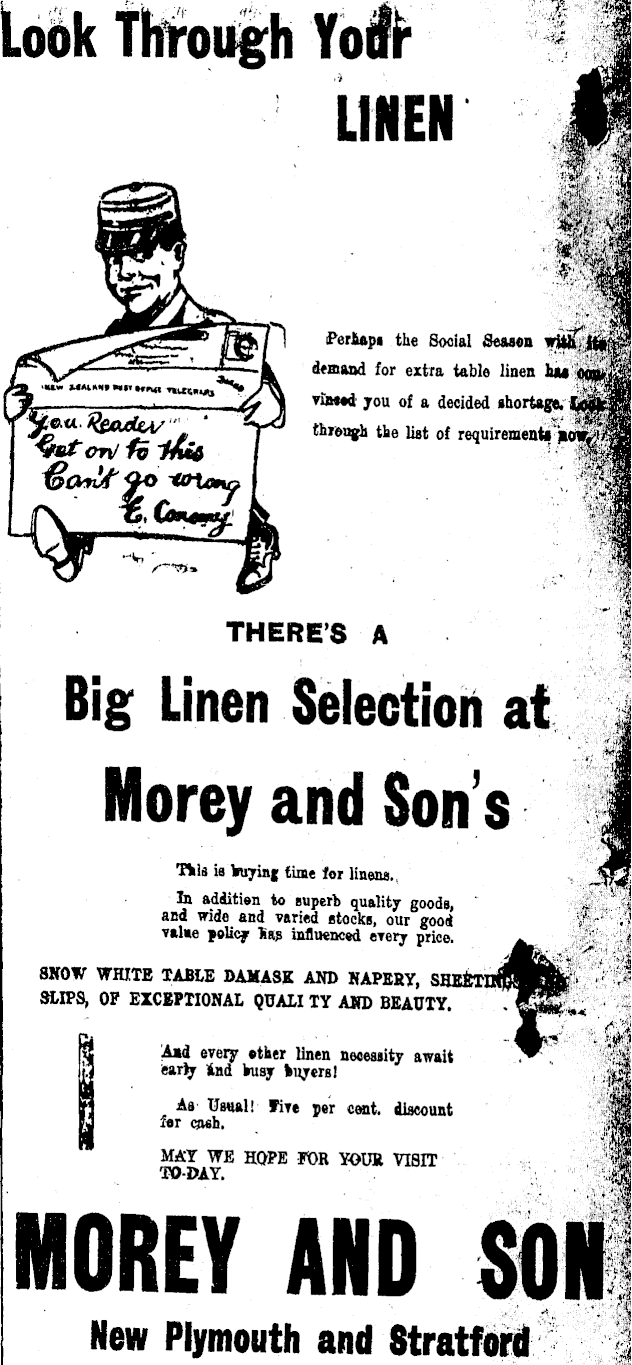 Look Through Your
LINEN
Perhaps the Social Season with its
demand for extra table linen has con-
vinced you of a decided shortage. Look
through the list of requirements now.
NEW ZEALAND POST OFFICE TELEGRAPHS
You. Reader
Get on to this
Can't go wrong
E. Conomy
THERE'S A
Big Linen Selection at
Morey and Son's
This is buying time for linens.
In addition to superb quality goods,
and wide and varied stocks, our good
value policy has influenced every price.
SNOW WHITE TABLE DAMASK AND NAPERY, SHEETING
SLIPS, OF EXCEPTIONAL QUALITY AND BEAUTY.
And every other linen necessity await
early and busy buyers!
As Usual! Five per cent. discount
for cash.
MAY WE HOPE FOR YOUR VISIT
TO-DAY.
MOREY AND SON
New Plymouth and Stratford